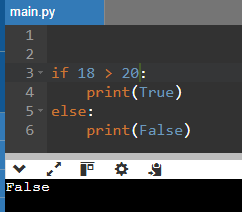 main.py
1
2
3 if 18 > 20:
4     print(True)
5 else:
6     print(False)
False